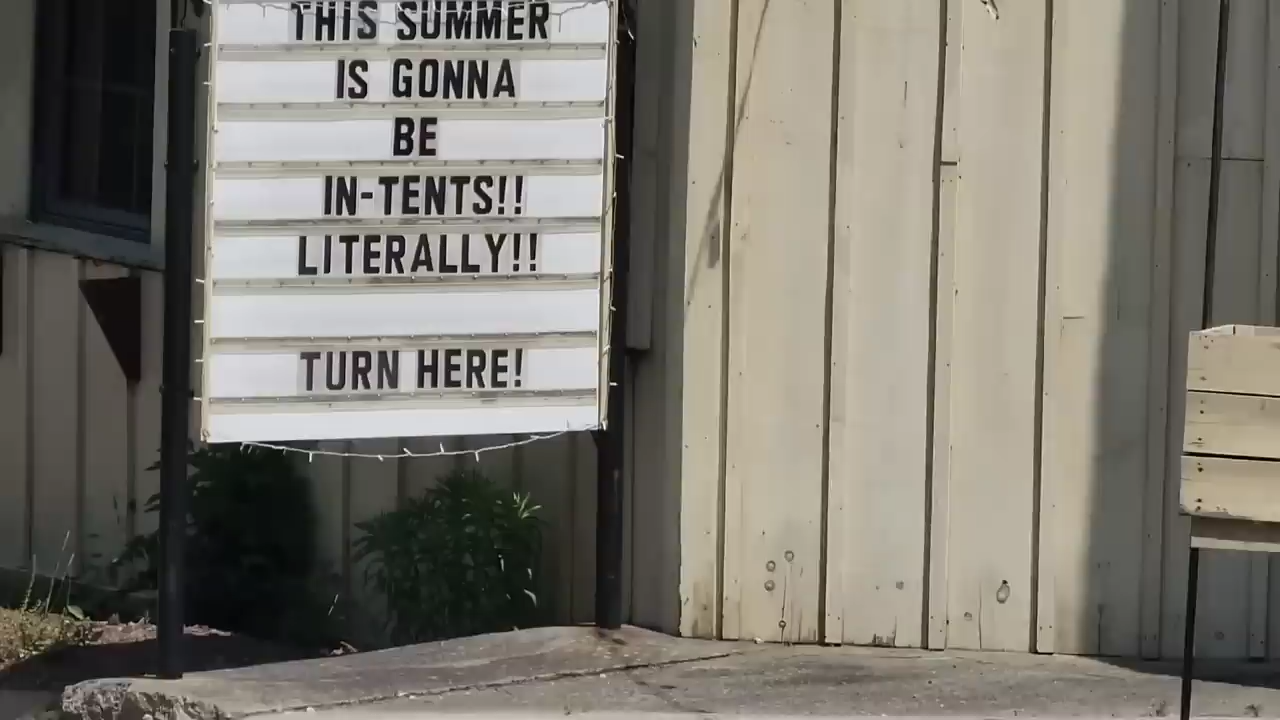 THIS SUMMER
IS GONNA
BE
IN-TENTS!!
LITERALLY!!
TURN HERE!